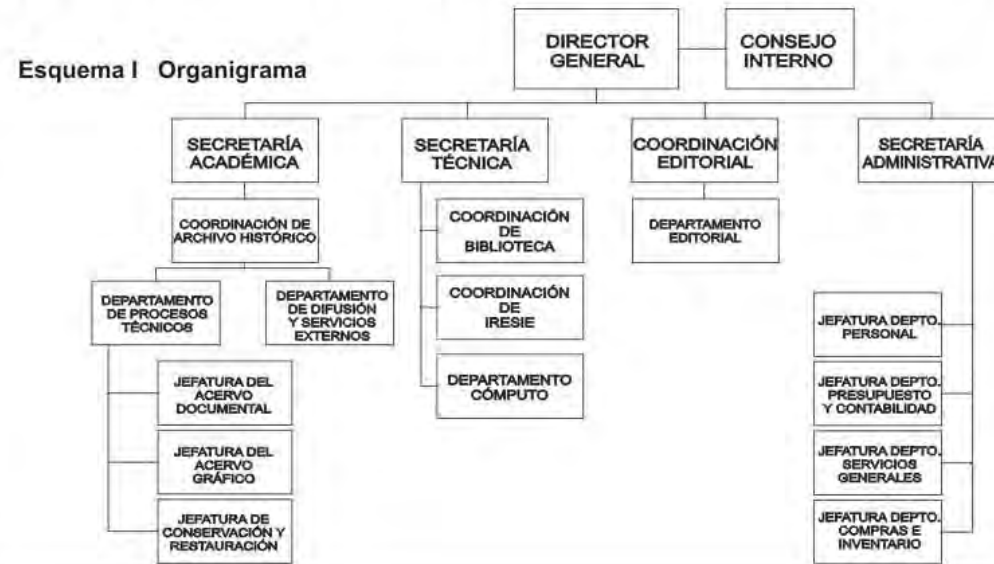 Esquema I Organigrama
DIRECTOR
GENERAL
CONSEJO
INTERNO
SECRETARÍA
ACADÉMICA
SECRETARÍA
TÉCNICA
COORDINACIÓN
EDITORIAL
SECRETARÍA
ADMINISTRATIVA
COORDINACIÓN DE
ARCHIVO HISTÓRICO
COORDINACIÓN
DE
BIBLIOTECA
DEPARTAMENTO
EDITORIAL
DEPARTAMENTO
DE PROCESOS
TÉCNICOS
DEPARTAMENTO
DE DIFUSIÓN
Y SERVICIOS
EXTERNOS
COORDINACIÓN
DE
IRESIE
JEFATURA DEPTO.
PERSONAL
JEFATURA DEL
ACERVO
DOCUMENTAL
DEPARTAMENTO
CÓMPUTO
JEFATURA DEPTO.
PRESUPUESTO
Y CONTABILIDAD
JEFATURA DEL
ACERVO
GRÁFICO
JEFATURA DEPTO.
SERVICIOS
GENERALES
JEFATURA DE
CONSERVACIÓN Y
RESTAURACIÓN
JEFATURA DEPTO.
COMPRAS E
INVENTARIO